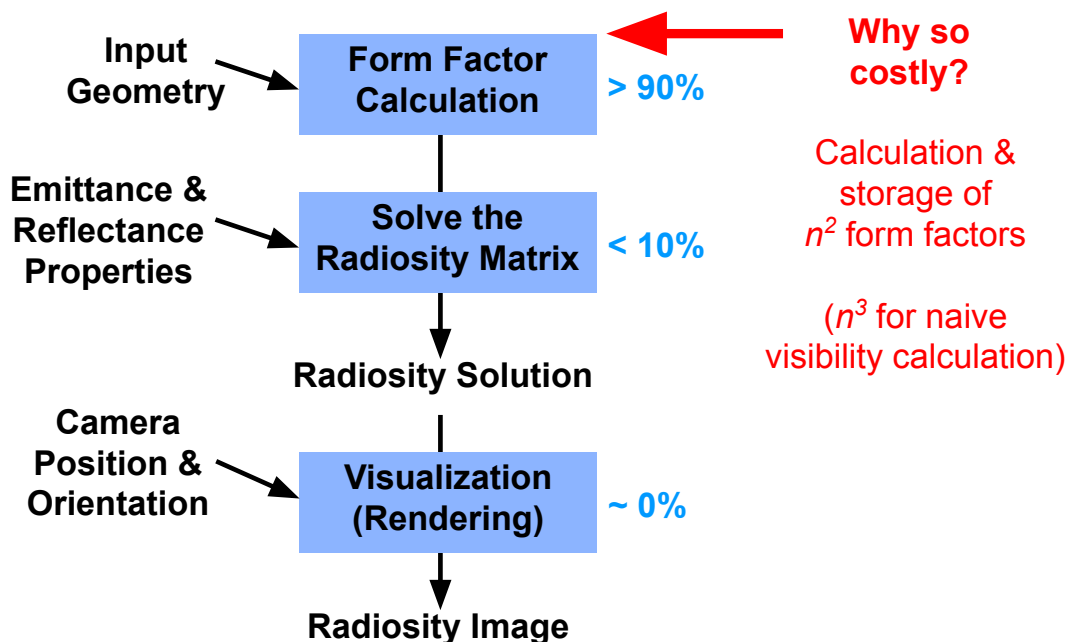 Input
Geometry
Form Factor
Calculation
> 90%
Why so
costly?
Calculation &
storage of
n² form factors
(n³ for naive
visibility calculation)
Emittance &
Reflectance
Properties
Solve the
Radiosity Matrix
< 10%
Radiosity Solution
Camera
Position &
Orientation
Visualization
(Rendering)
~ 0%
Radiosity Image